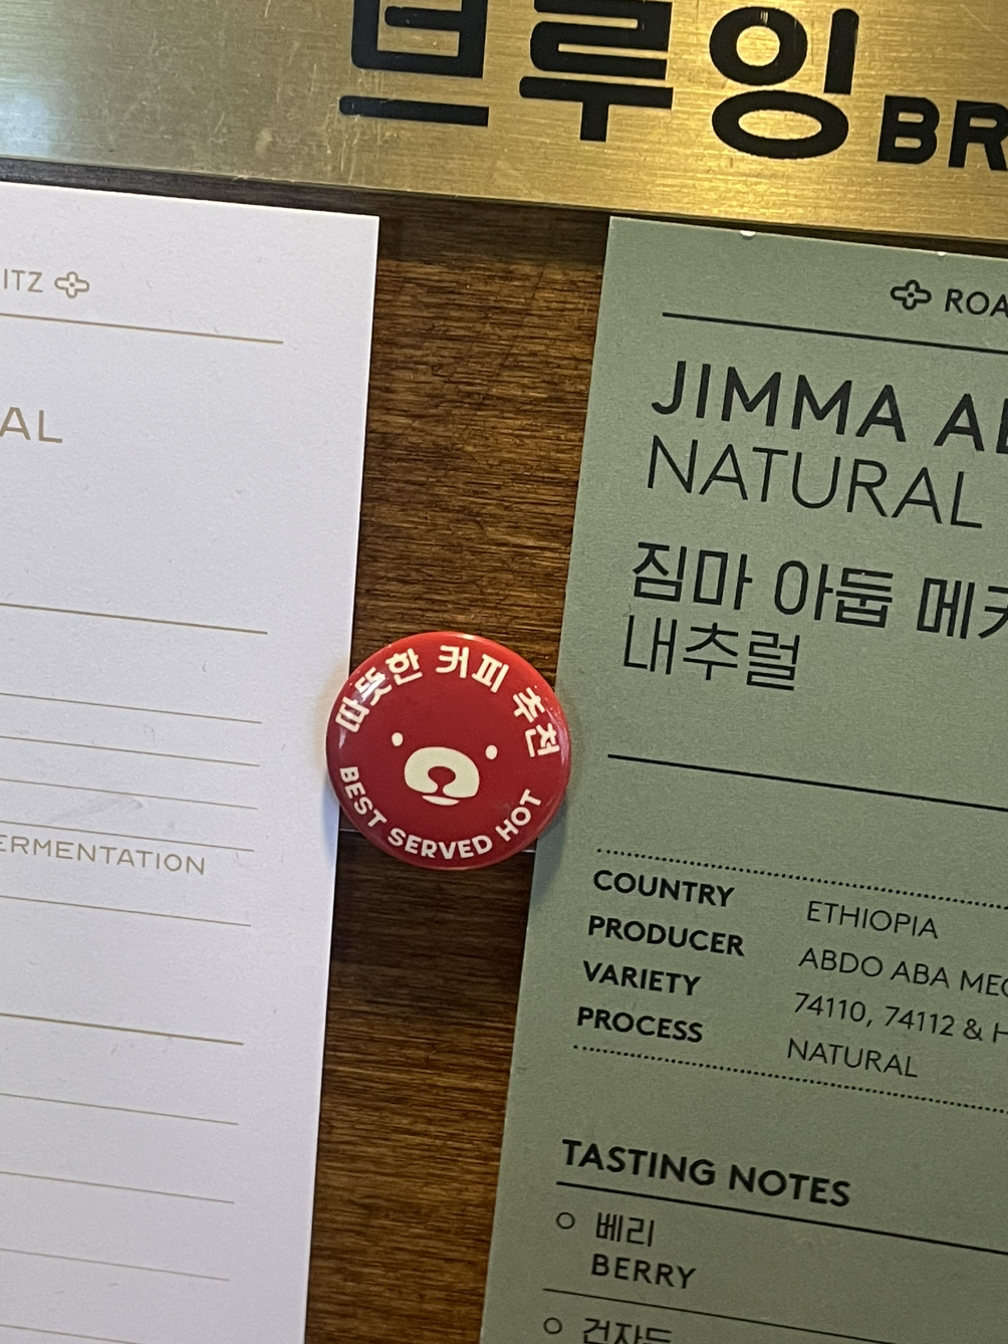 브루잉 BR
ITZ
AL
ERMENTATION
따뜻한 커피 추천
BEST SERVED HOT
ROA
JIMMA A
NATURAL
짐마 아둡 메
내추럴
COUNTRY ETHIOPIA
PRODUCER ABDO ABA ME
VARIETY 74110, 74112 & H
PROCESS NATURAL
TASTING NOTES
베리
BERRY